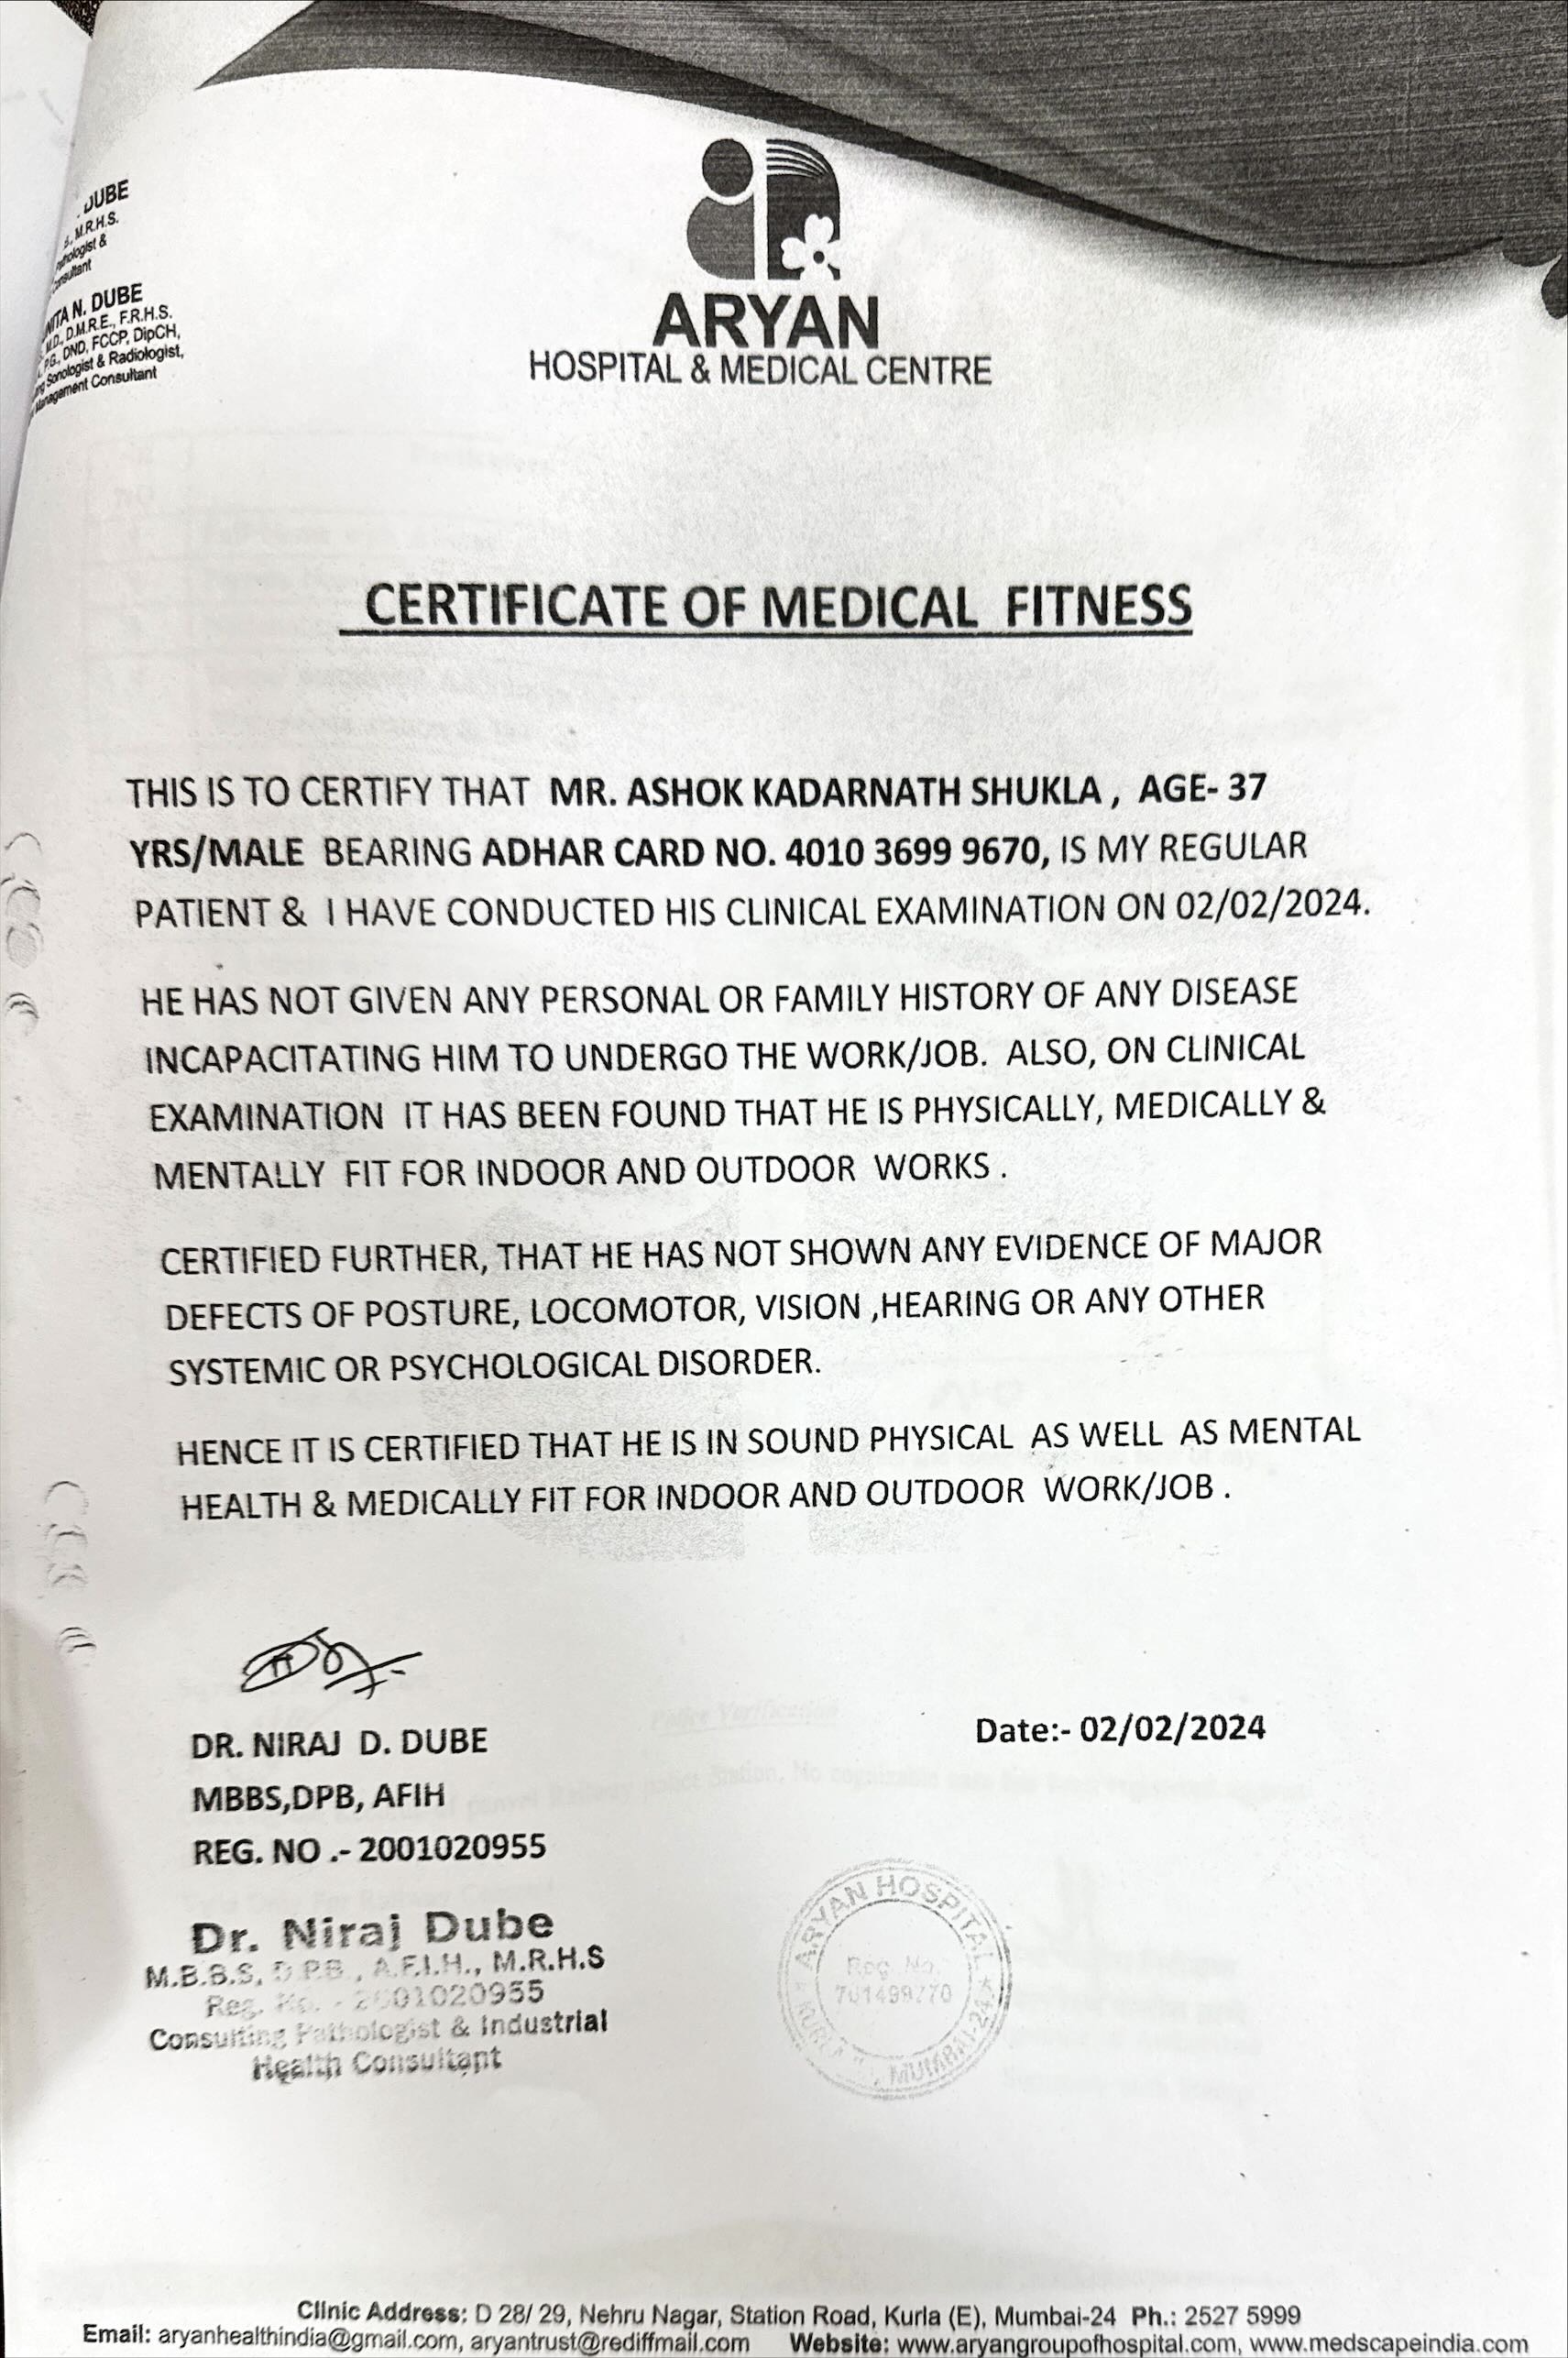 DUBE
M.R.H.S.
&
N. DUBE
M.D., D.M.R.E., F.R.H.S.
P.G., DND, FCCP, DipCH,
Sonologist & Radiologist,
Management Consultant
ARYAN
HOSPITAL & MEDICAL CENTRE
CERTIFICATE OF MEDICAL FITNESS
THIS IS TO CERTIFY THAT MR. ASHOK KADARNATH SHUKLA , AGE- 37
YRS/MALE BEARING ADHAR CARD NO. 4010 3699 9670, IS MY REGULAR
PATIENT & I HAVE CONDUCTED HIS CLINICAL EXAMINATION ON 02/02/2024.
HE HAS NOT GIVEN ANY PERSONAL OR FAMILY HISTORY OF ANY DISEASE
INCAPACITATING HIM TO UNDERGO THE WORK/JOB. ALSO, ON CLINICAL
EXAMINATION IT HAS BEEN FOUND THAT HE IS PHYSICALLY, MEDICALLY &
MENTALLY FIT FOR INDOOR AND OUTDOOR WORKS .
CERTIFIED FURTHER, THAT HE HAS NOT SHOWN ANY EVIDENCE OF MAJOR
DEFECTS OF POSTURE, LOCOMOTOR, VISION ,HEARING OR ANY OTHER
SYSTEMIC OR PSYCHOLOGICAL DISORDER.
HENCE IT IS CERTIFIED THAT HE IS IN SOUND PHYSICAL AS WELL AS MENTAL
HEALTH & MEDICALLY FIT FOR INDOOR AND OUTDOOR WORK/JOB .
DR. NIRAJ D. DUBE
MBBS,DPB, AFIH
REG. NO .- 2001020955
Date:- 02/02/2024
Dr. Niraj Dube
M.B.B.S, D.P.B , A.F.I.H., M.R.H.S
Reg. No. - 2001020955
Consulting Pathologist & Industrial
Health Consultant
ARYAN HOSPITAL
Reg. No.
MUMBAI-24
Clinic Address: D 28/ 29, Nehru Nagar, Station Road, Kurla (E), Mumbai-24 Ph.: 2527 5999
Email: aryanhealthindia@gmail.com, aryantrust@rediffmail.com Website: www.aryangroupofhospital.com, www.medscapeindia.com